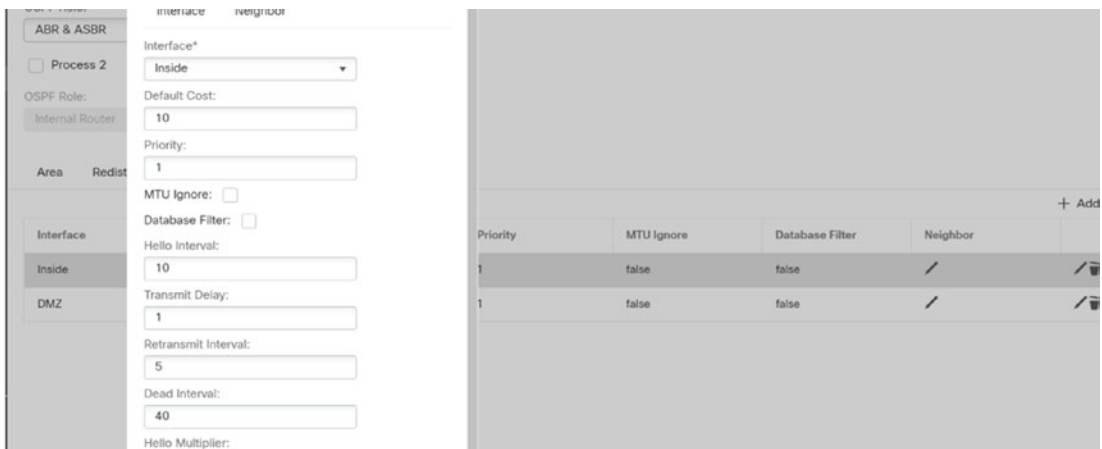 ABR & ASBR
Process 2
OSPF Role:
Internal Router
Area Redist
Interface
Inside
DMZ
Interface Neighbor
Interface*
Inside
Default Cost:
10
Priority:
1
MTU Ignore:
Database Filter:
Hello Interval:
10
Transmit Delay:
1
Retransmit Interval:
5
Dead Interval:
40
Hello Multiplier:
+ Add
Priority MTU Ignore Database Filter Neighbor
1 false false
1 false false